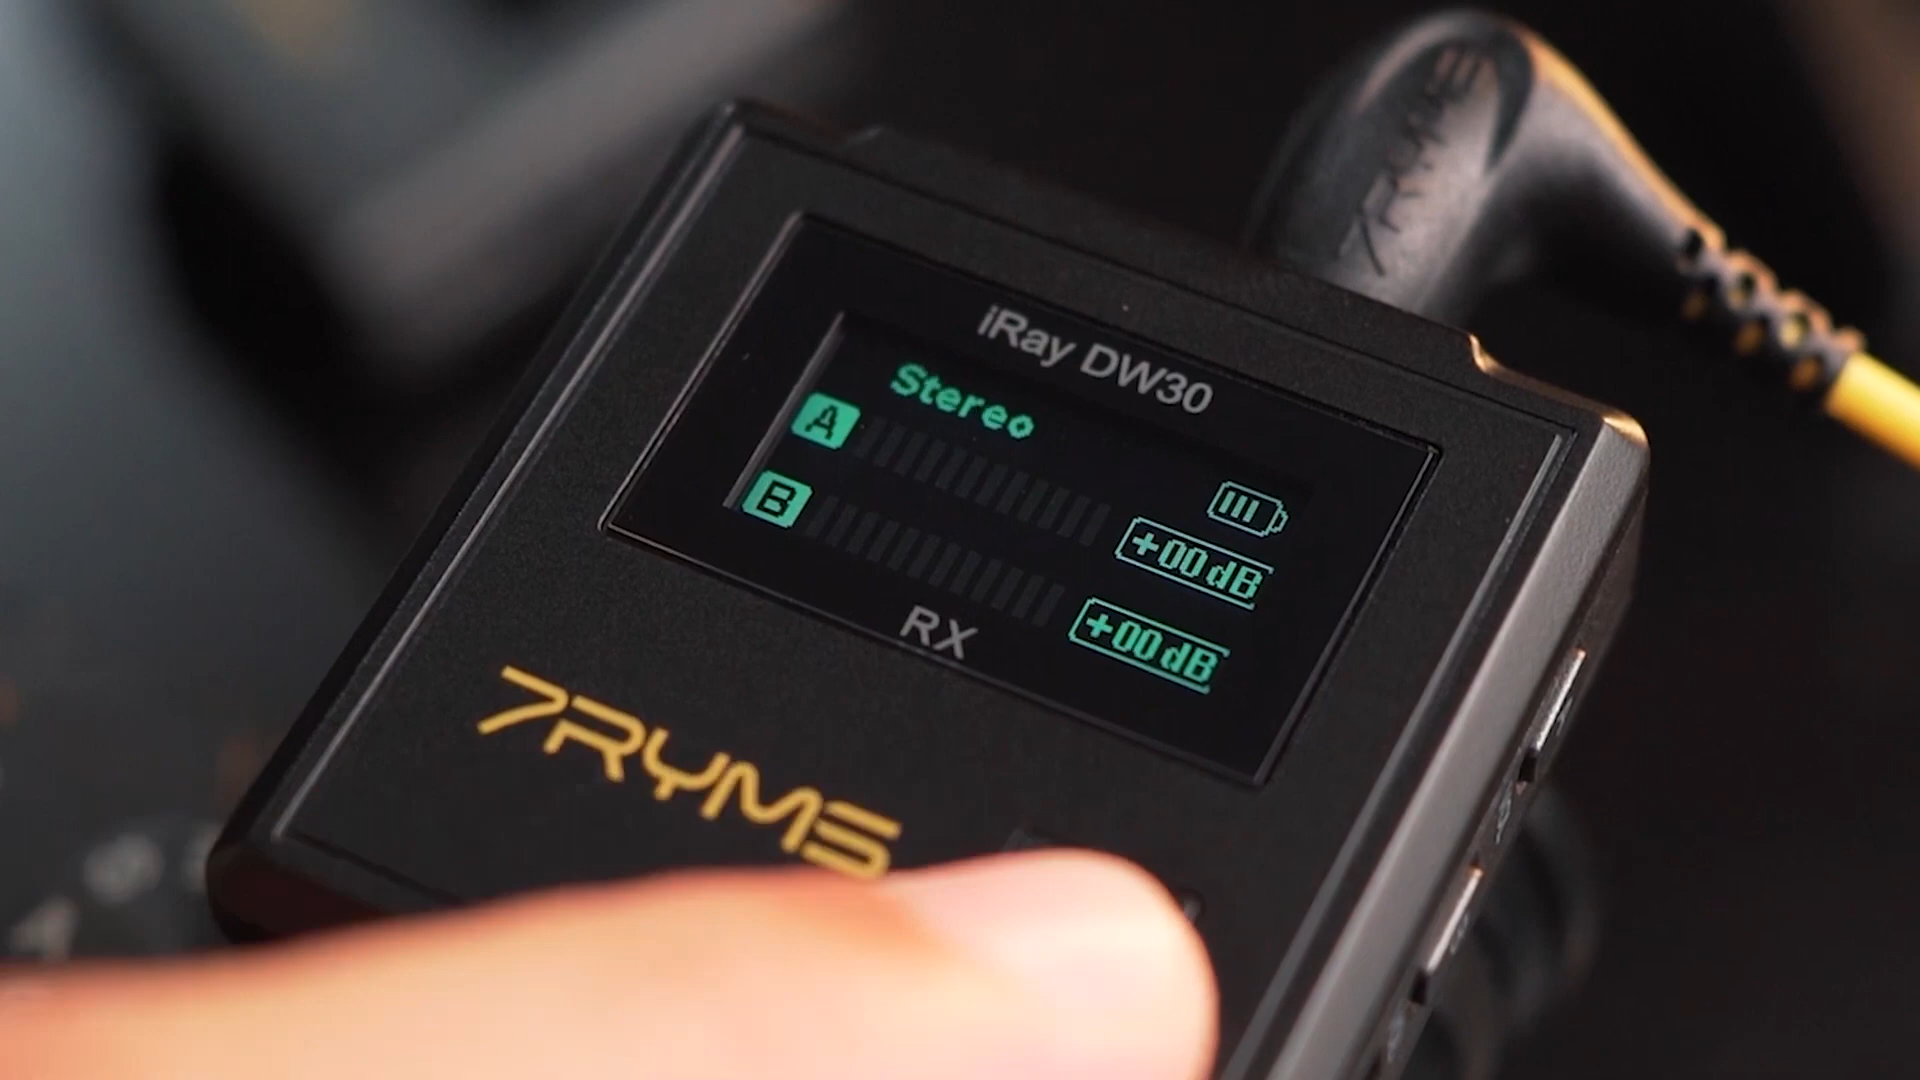 7RYMS
iRay DW30
Stereo
A
+00dB
B
+00dB
RX
7RYMS